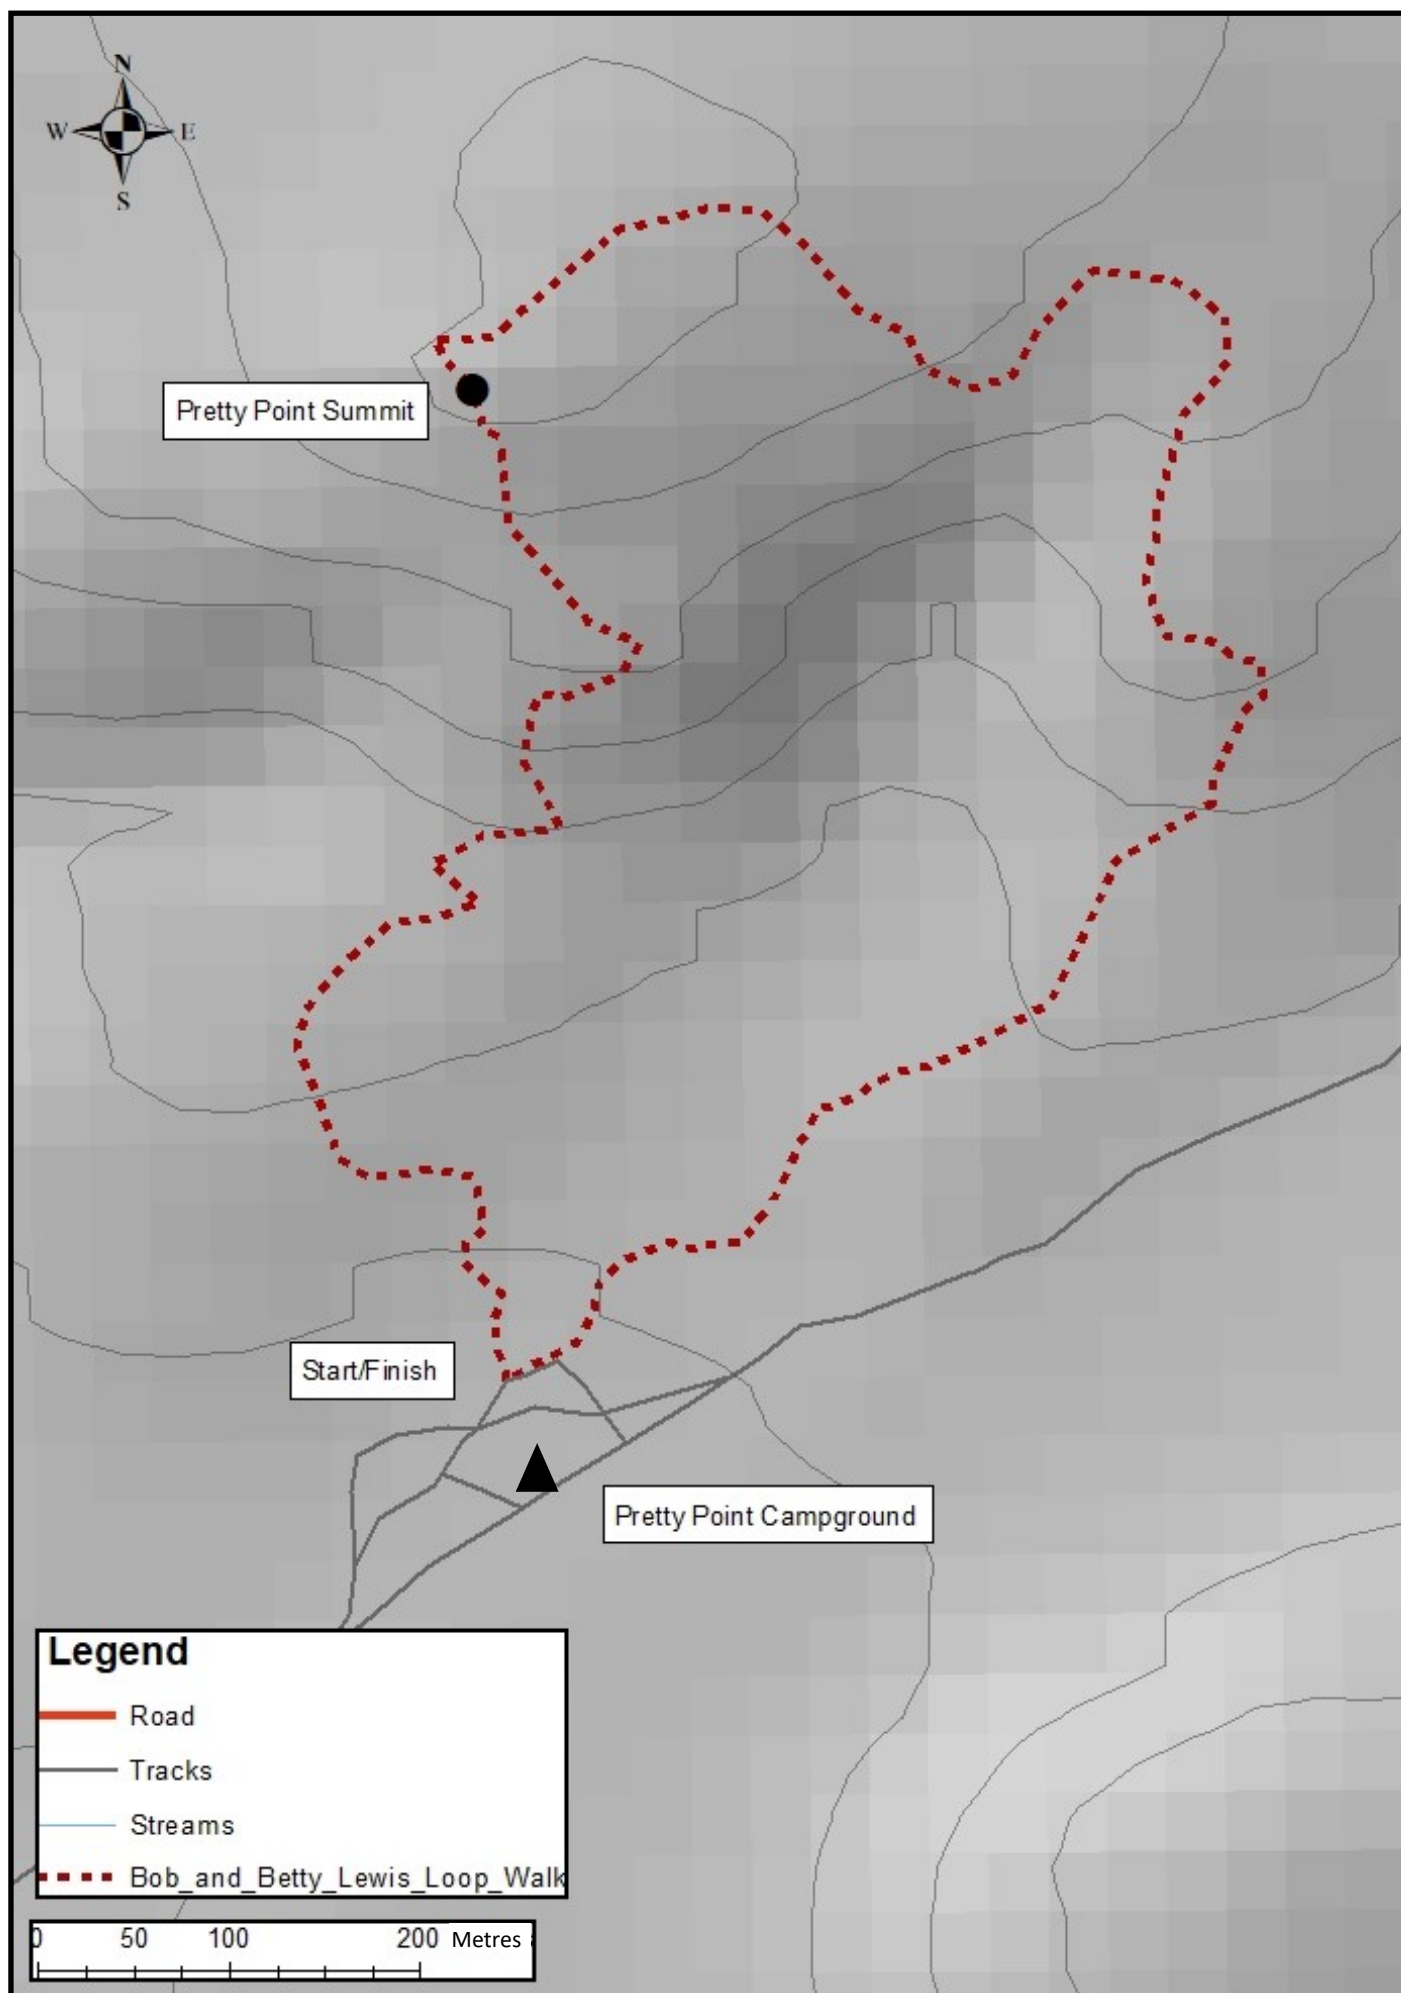 N
W E
S
Pretty Point Summit
Start/Finish
Pretty Point Campground
Legend
Road
Tracks
Streams
Bob_and_Betty_Lewis_Loop_Walk
0 50 100 200 Metres